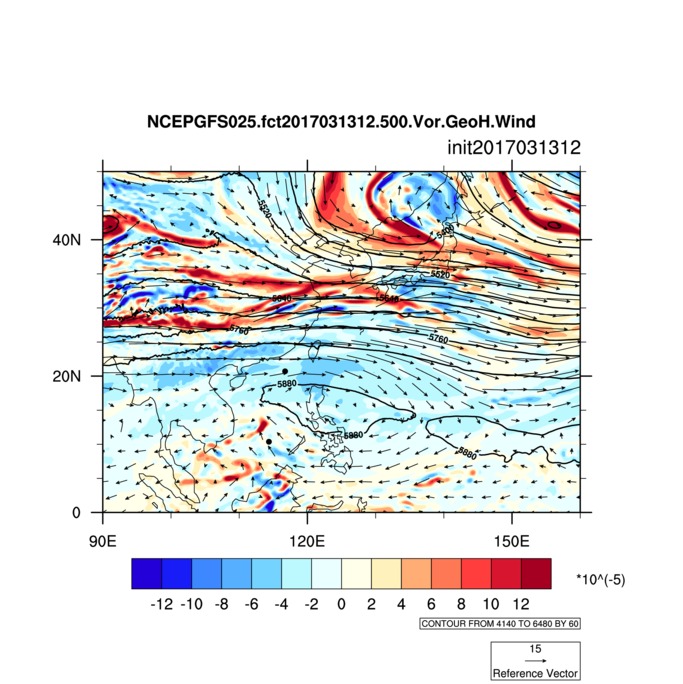 NCEPGFS025.fct2017031312.500.Vor.GeoH.Wind
init2017031312
5520
5400
40N
5520
5640
5640
5760
5760
20N
5880
5880
5880
0
90E 120E 150E
-12 -10 -8 -6 -4 -2 0 2 4 6 8 10 12
*10^(-5)
CONTOUR FROM 4140 TO 6480 BY 60
15
Reference Vector